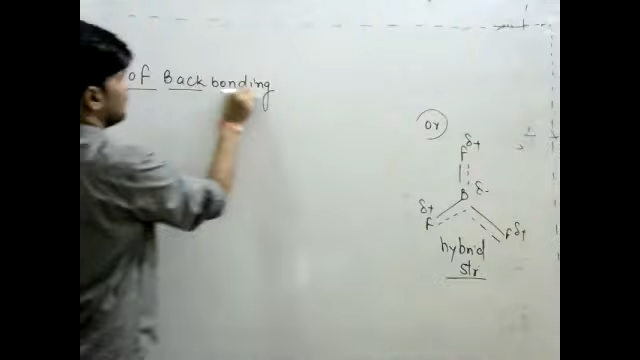 of Back bonding
or
F δ+
B δ-
δ+
F
F δ+
hybrid
str